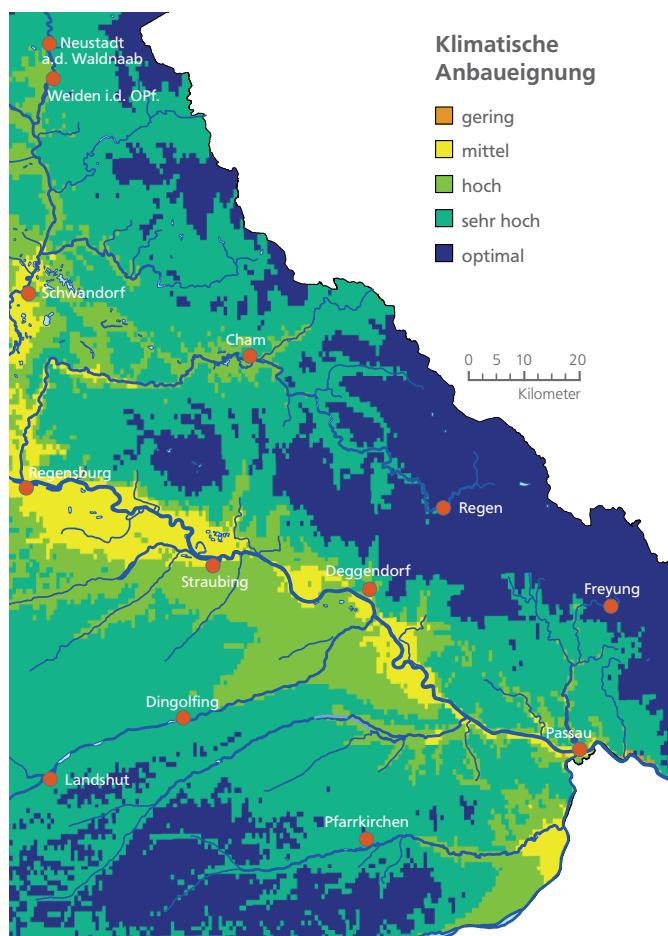 Klimatische
Anbaueignung
gering
mittel
hoch
sehr hoch
optimal
0 5 10 20
Kilometer
Neustadt
a.d. Waldnaab
Weiden i.d. OPf.
Schwandorf
Cham
Regensburg
Regen
Straubing
Deggendorf
Freyung
Dingolfing
Passau
Landshut
Pfarrkirchen